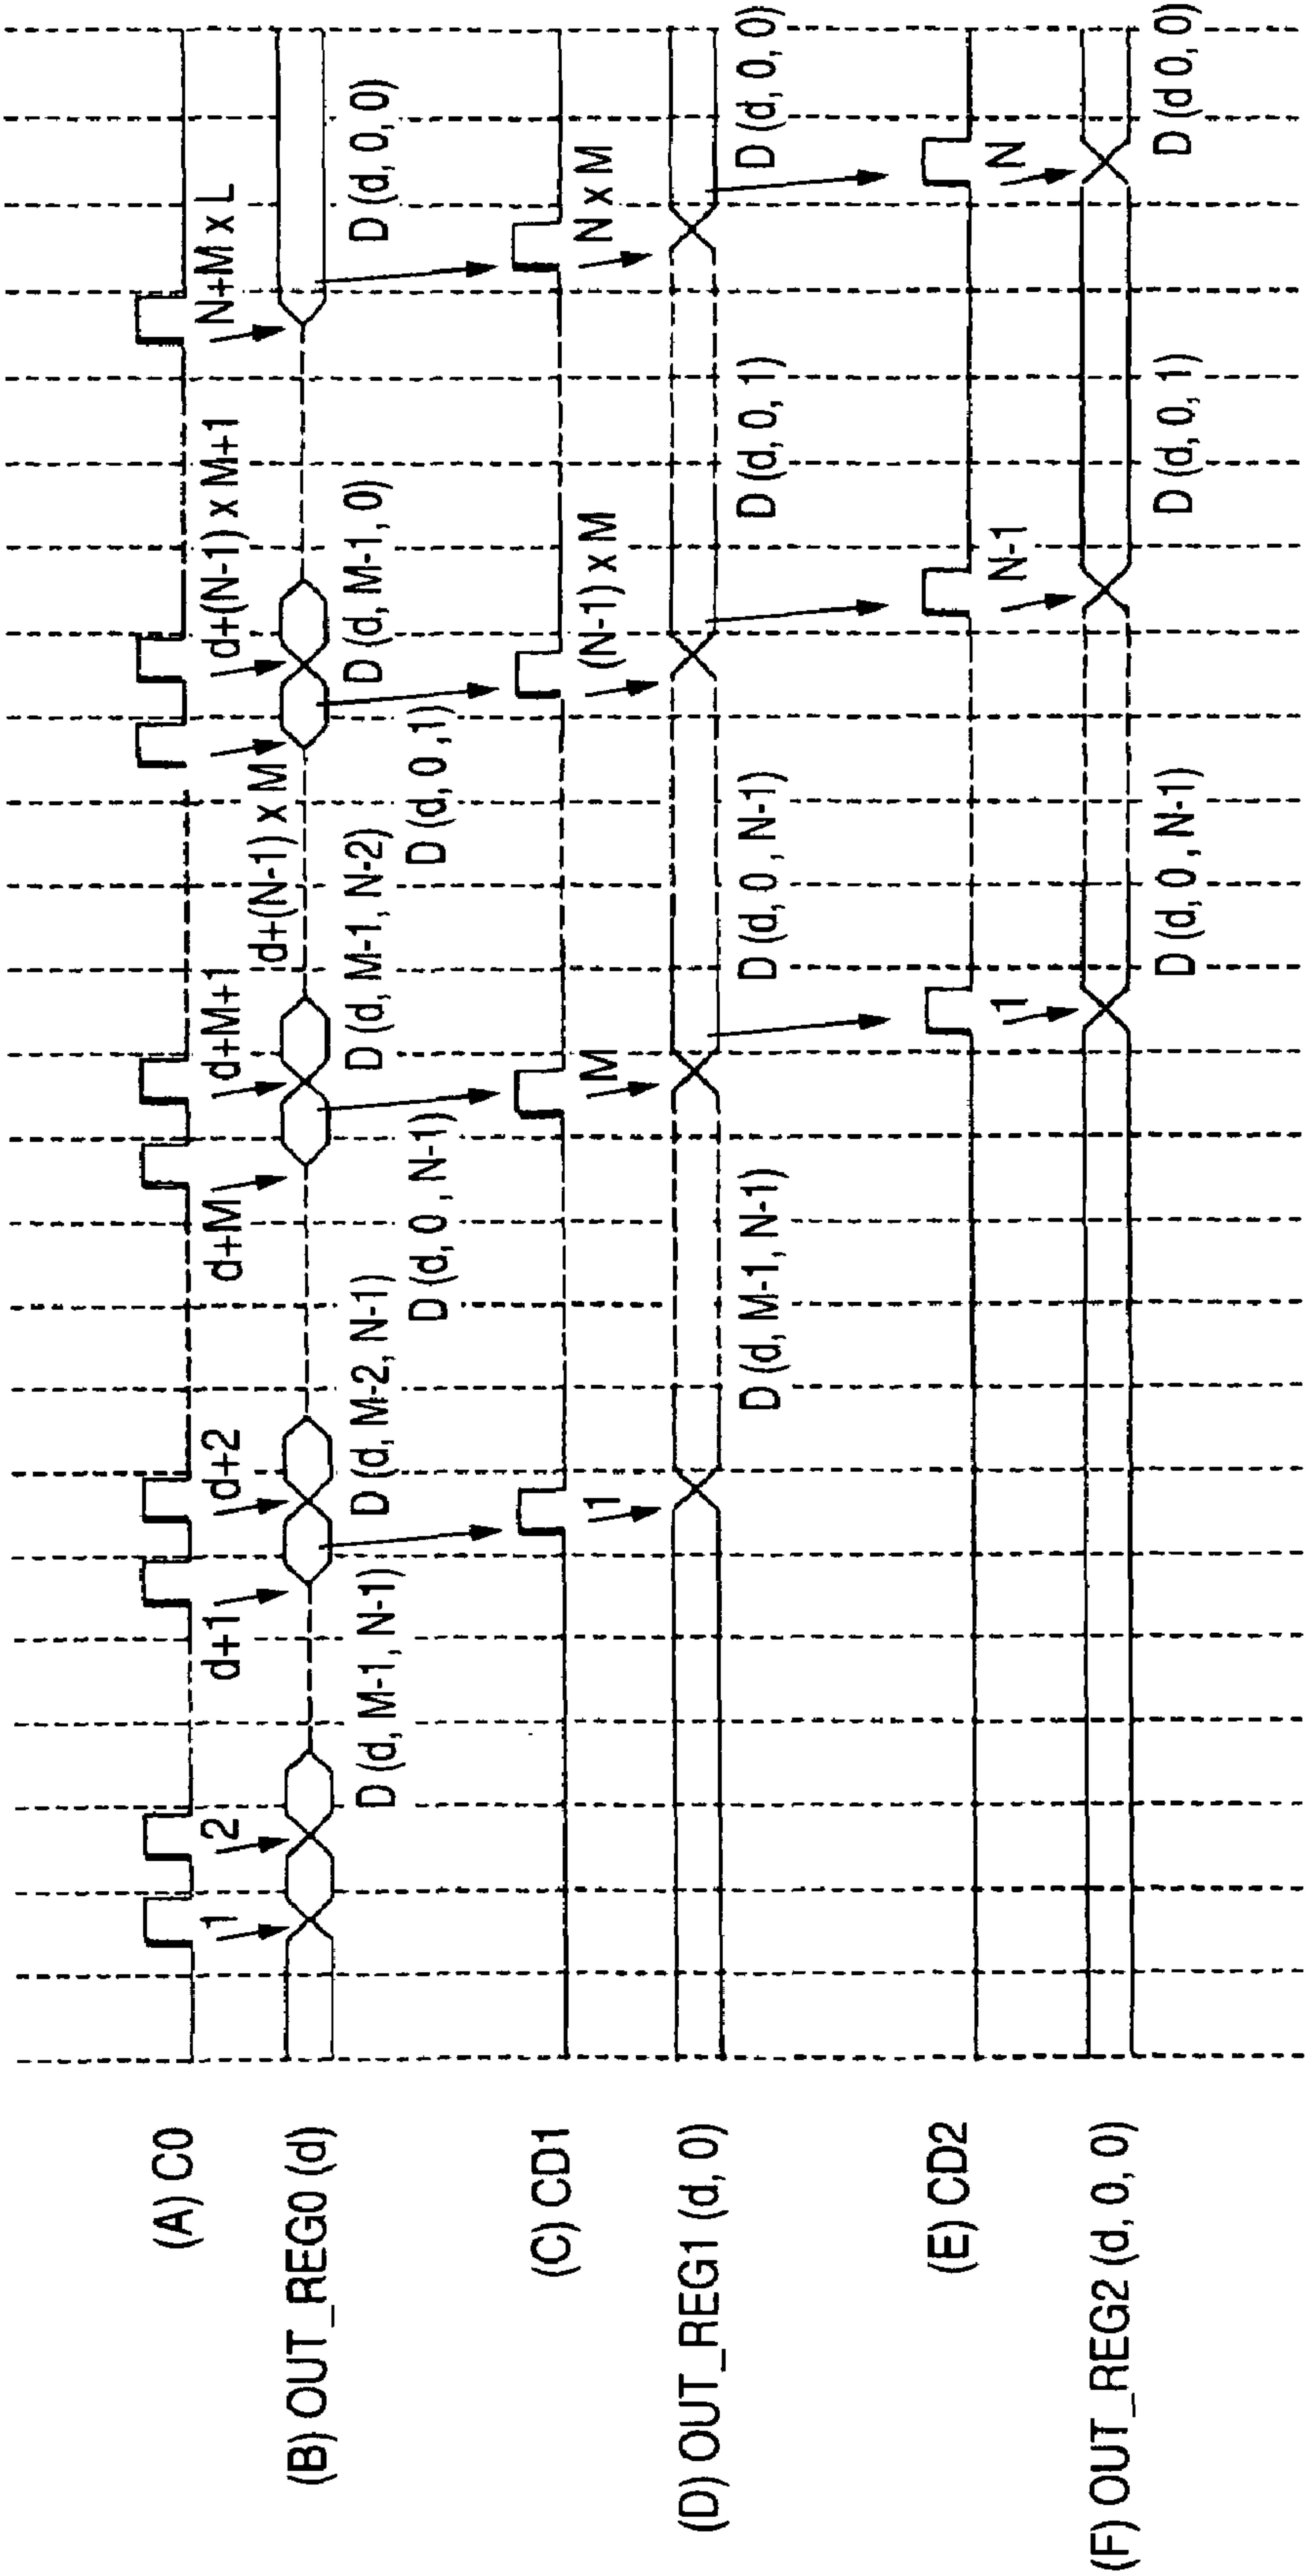 (A) C0
1
2
d+1
d+2
d+M
d+M+1
d+(N-1) x M
d+(N-1) x M+1
N+M x L
(B) OUT_REG0 (d)
D (d, M-1, N-1)
D (d, M-2, N-1)
D (d, 0 , N-1)
D (d, M-1, N-2)
D (d, 0 ,1)
D (d, M-1, 0)
D (d, 0, 0)
(C) CD1
1
M
(N-1) x M
N x M
(D) OUT_REG1 (d, 0)
D (d, M-1, N-1)
D (d, 0 , N-1)
D (d, 0, 1)
D (d, 0, 0)
(E) CD2
1
N-1
N
(F) OUT_REG2 (d, 0, 0)
D (d, 0 , N-1)
D (d, 0, 1)
D (d 0, 0)